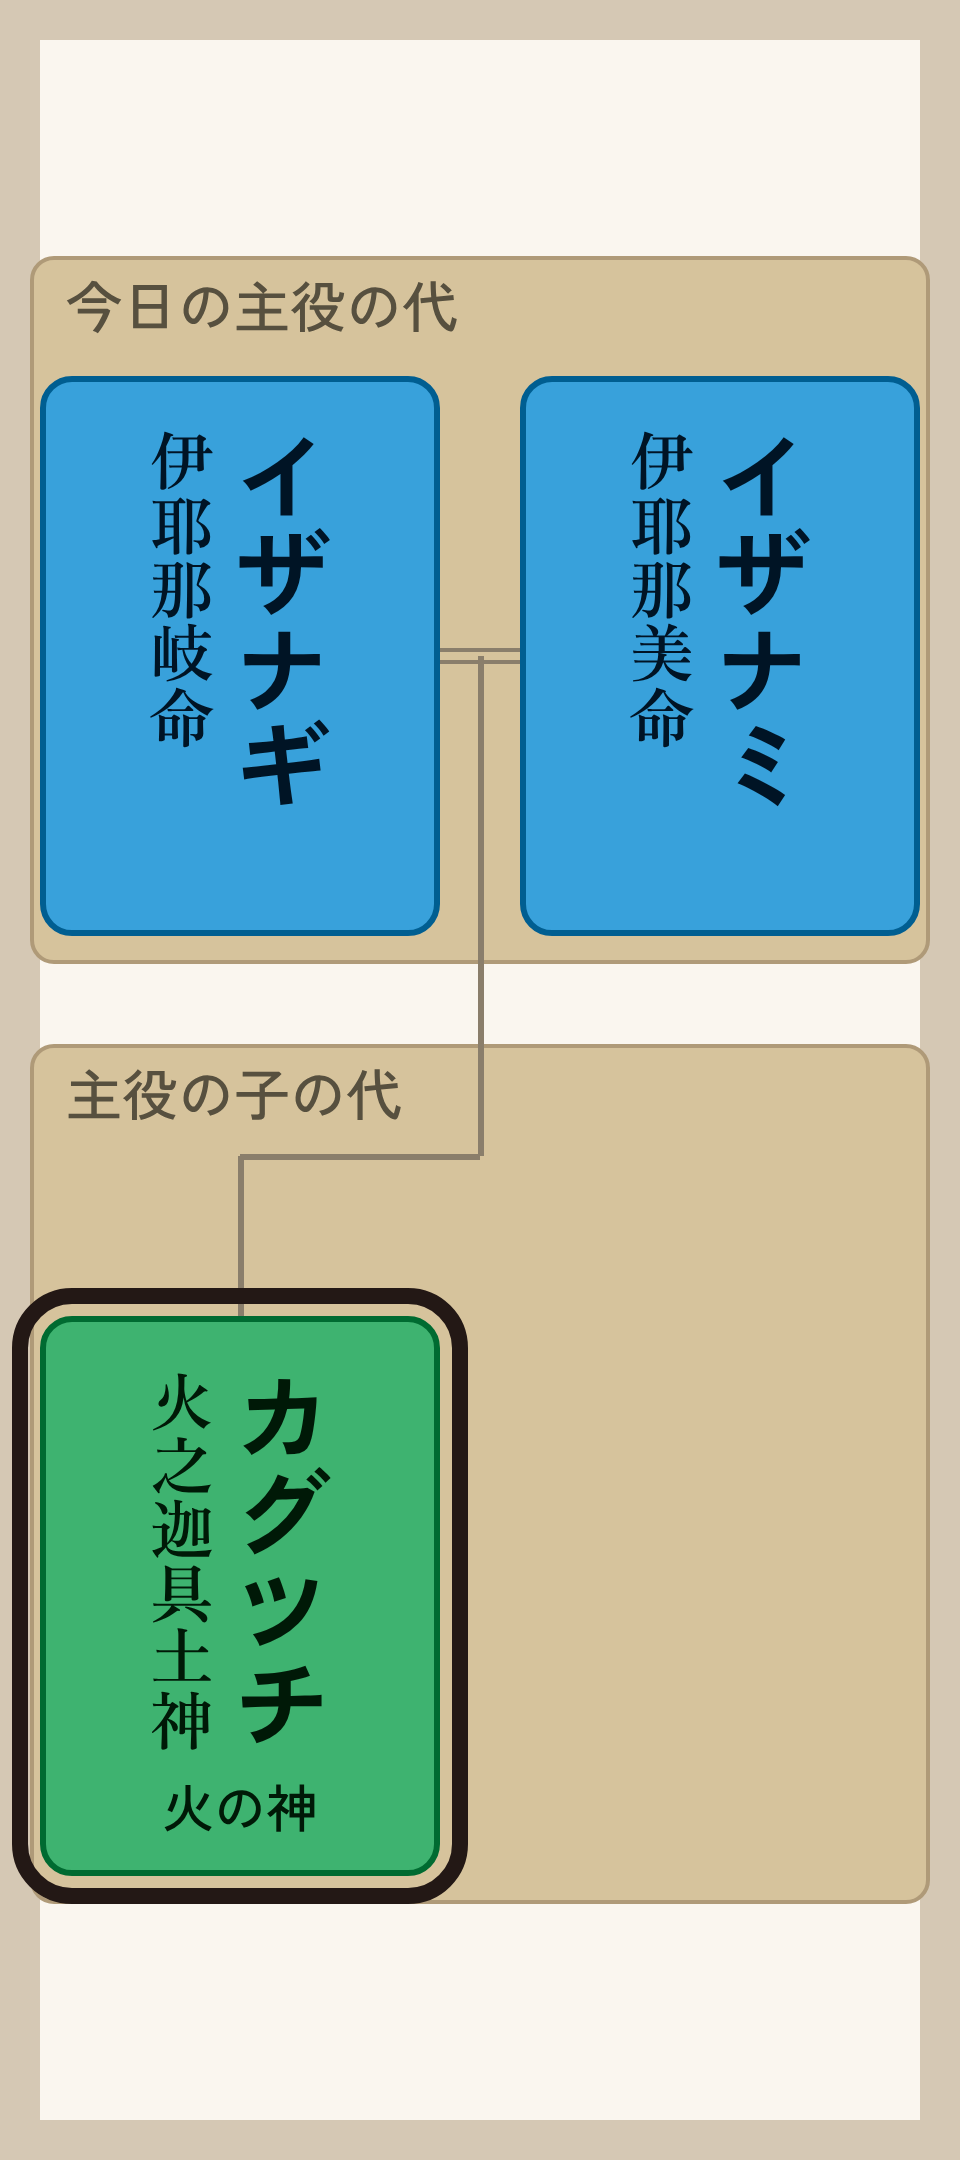 今日の主役の代
イザナギ
伊耶那岐命
イザナミ
伊耶那美命
主役の子の代
カグツチ
火之迦具土神
火の神